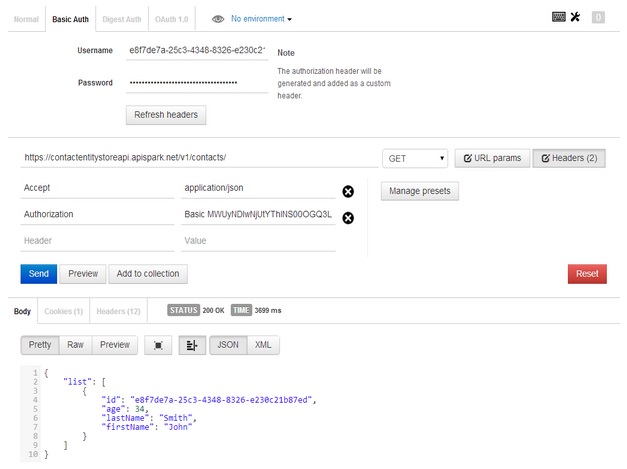 Normal Basic Auth Digest Auth OAuth 1.0 No environment 0
Username e8f7de7a-25c3-4348-8326-e230c21 Note
The authorization header will be
Password •••••••••••••••••••••••••••••••••• generated and added as a custom
header.
Refresh headers
https://contactentitystoreapi.apispark.net/v1/contacts/ GET URL params Headers (2)
Accept application/json Manage presets
Authorization Basic MWUyNDIwNjUtYThlNS00OGQ3L
Header Value
Send Preview Add to collection Reset
Body Cookies (1) Headers (12) STATUS 200 OK TIME 3699 ms
Pretty Raw Preview JSON XML
1 {
2 "list": [
3 {
4 "id": "e8f7de7a-25c3-4348-8326-e230c21b87ed",
5 "age": 34,
6 "lastName": "Smith",
7 "firstName": "John"
8 }
9 ]
10 }